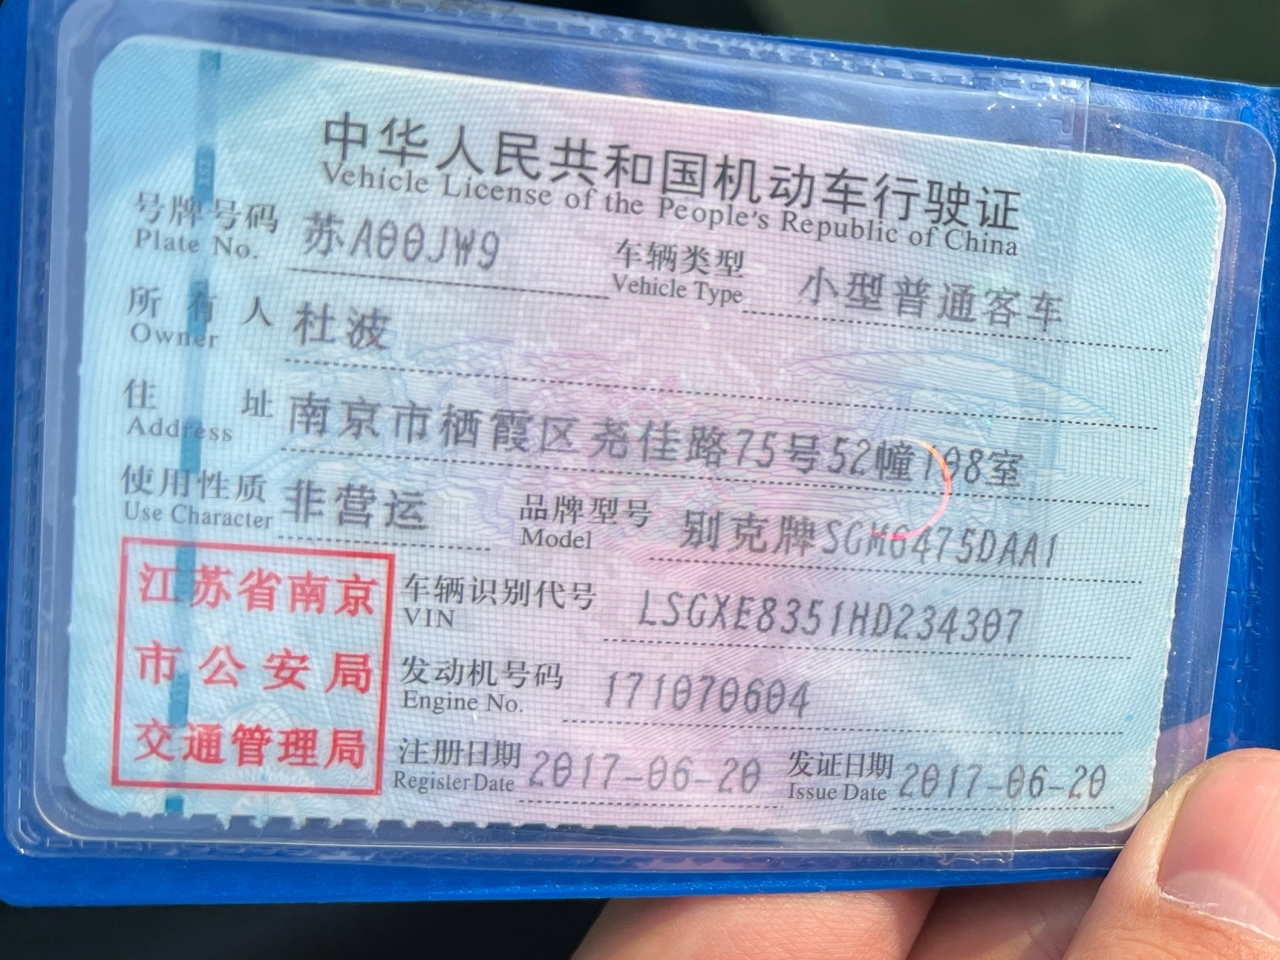 中华人民共和国机动车行驶证
Vehicle License of the People's Republic of China
号牌号码 苏A00JW9 车辆类型 小型普通客车
Plate No. Vehicle Type
所有人 杜波
Owner
住址 南京市栖霞区尧佳路75号52幢108室
Address
使用性质 非营运 品牌型号 别克牌SGM6475DAA1
Use Character Model
江苏省南京
市公安局
交通管理局
车辆识别代号 LSGXE8351HD234307
VIN
发动机号码 171070604
Engine No.
注册日期 2017-06-20 发证日期 2017-06-20
Register Date Issue Date